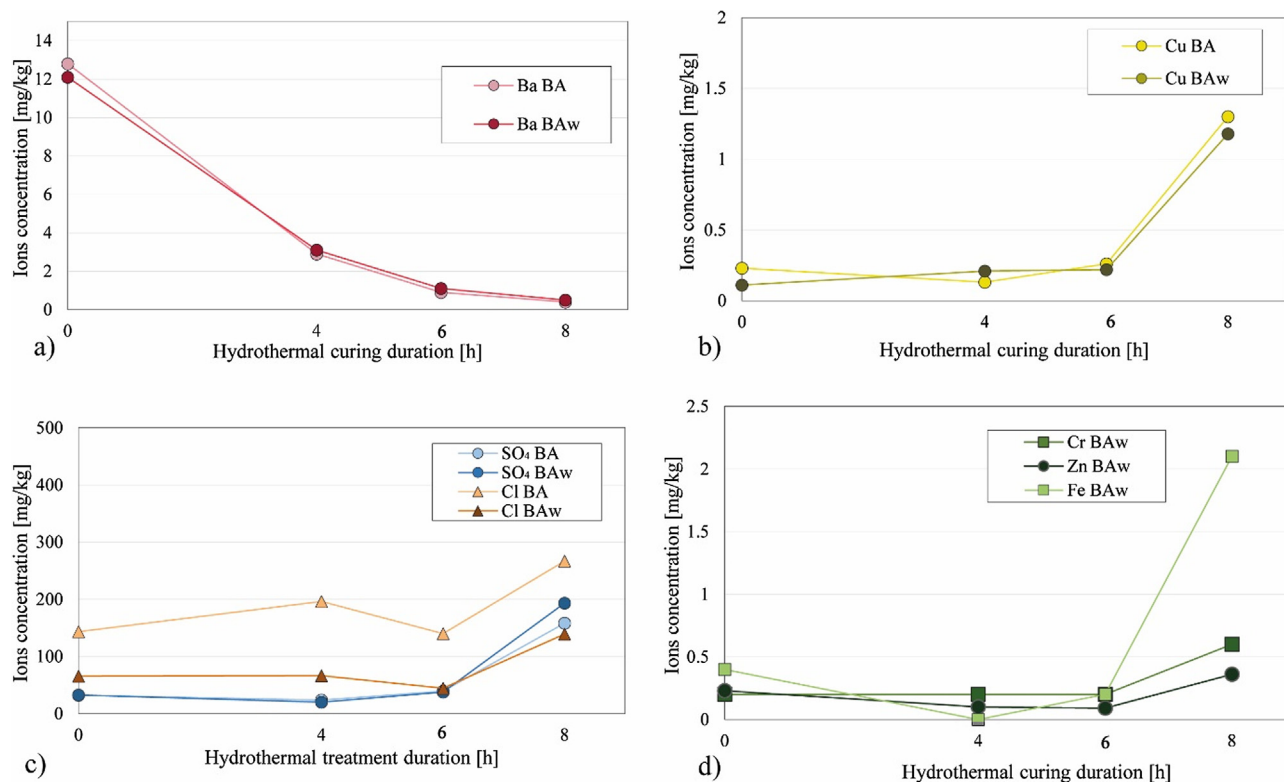 Ions concentration [mg/kg]
14
12
10
8
6
4
2
0
Ba BA
Ba BAw
0 4 6 8
a) Hydrothermal curing duration [h]
Ions concentration [mg/kg]
2
1.5
1
0.5
0
Cu BA
Cu BAw
0 4 6 8
b) Hydrothermal curing duration [h]
Ions concentration [mg/kg]
500
400
300
200
100
0
SO₄ BA
SO₄ BAw
Cl BA
Cl BAw
0 4 6 8
c) Hydrothermal treatment duration [h]
Ions concentration [mg/kg]
2.5
2
1.5
1
0.5
0
Cr BAw
Zn BAw
Fe BAw
0 4 6 8
d) Hydrothermal curing duration [h]